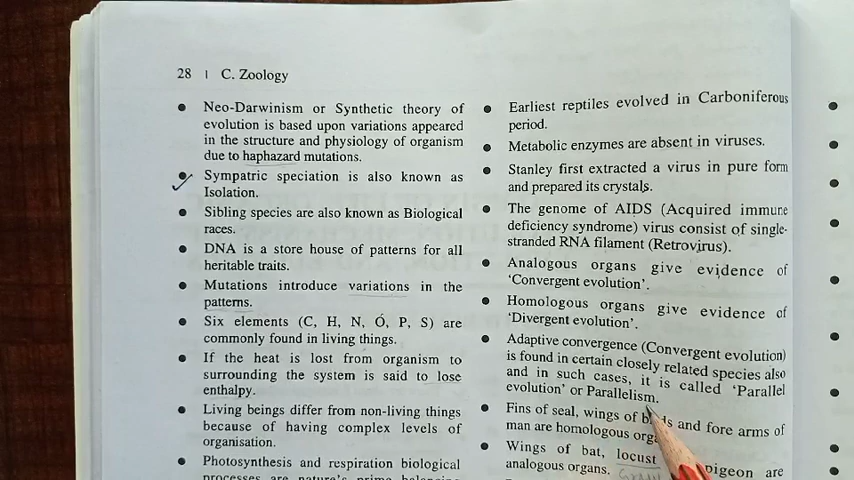 28 | C. Zoology
● Neo-Darwinism or Synthetic theory of
evolution is based upon variations appeared
in the structure and physiology of organism
due to haphazard mutations.
● Sympatric speciation is also known as
Isolation.
● Sibling species are also known as Biological
races.
● DNA is a store house of patterns for all
heritable traits.
● Mutations introduce variations in the
patterns.
● Six elements (C, H, N, O, P, S) are
commonly found in living things.
● If the heat is lost from organism to
surrounding the system is said to lose
enthalpy.
● Living beings differ from non-living things
because of having complex levels of
organisation.
● Photosynthesis and respiration biological
processes are nature's prime balancing
● Earliest reptiles evolved in Carboniferous
period.
● Metabolic enzymes are absent in viruses.
● Stanley first extracted a virus in pure form
and prepared its crystals.
● The genome of AIDS (Acquired immune
deficiency syndrome) virus consist of single-
stranded RNA filament (Retrovirus).
● Analogous organs give evidence of
'Convergent evolution'.
● Homologous organs give evidence of
'Divergent evolution'.
● Adaptive convergence (Convergent evolution)
is found in certain closely related species also
and in such cases, it is called 'Parallel
evolution' or Parallelism.
● Fins of seal, wings of and fore arms of
man are homologous
● Wings of bat, locust pigeon are
analogous organs.